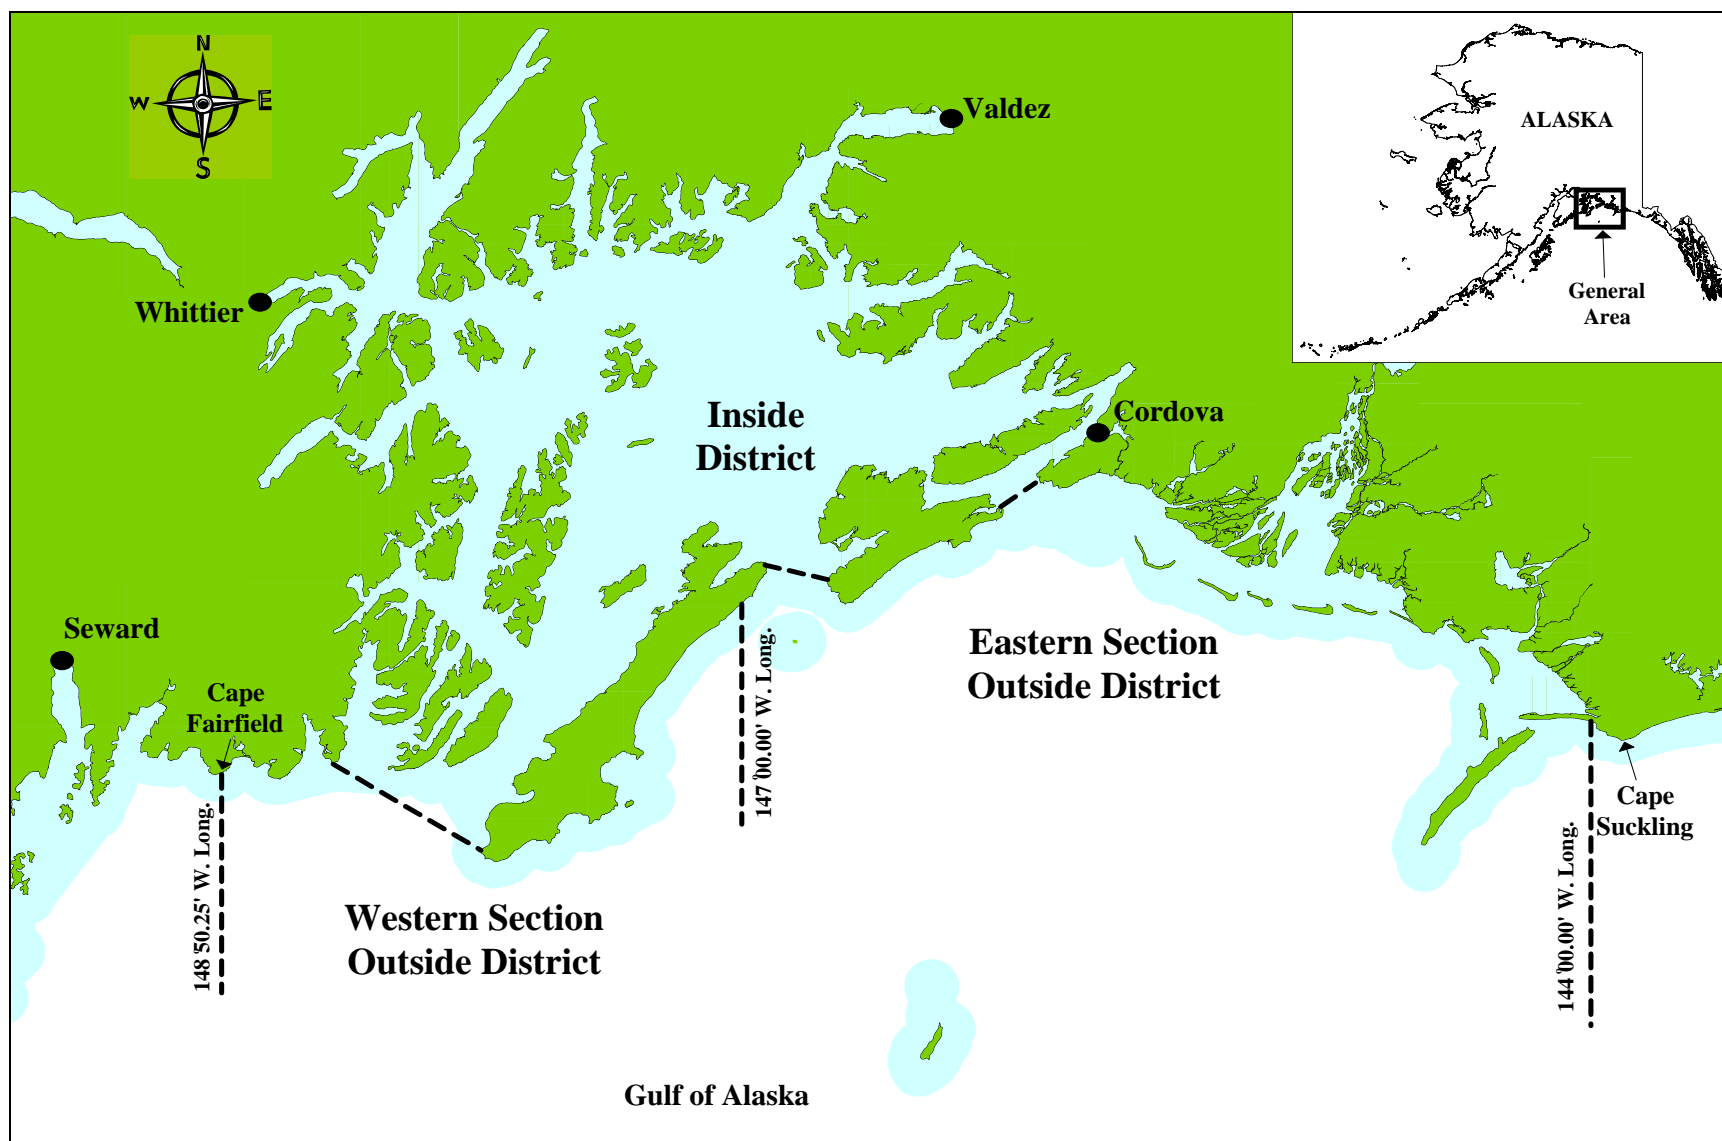 N
W
E
S
Valdez
ALASKA
General
Area
Whittier
Inside
District
Cordova
Seward
Cape
Fairfield
Eastern Section
Outside District
147°00.00' W. Long.
148°50.25' W. Long.
144°00.00' W. Long.
Cape
Suckling
Western Section
Outside District
Gulf of Alaska